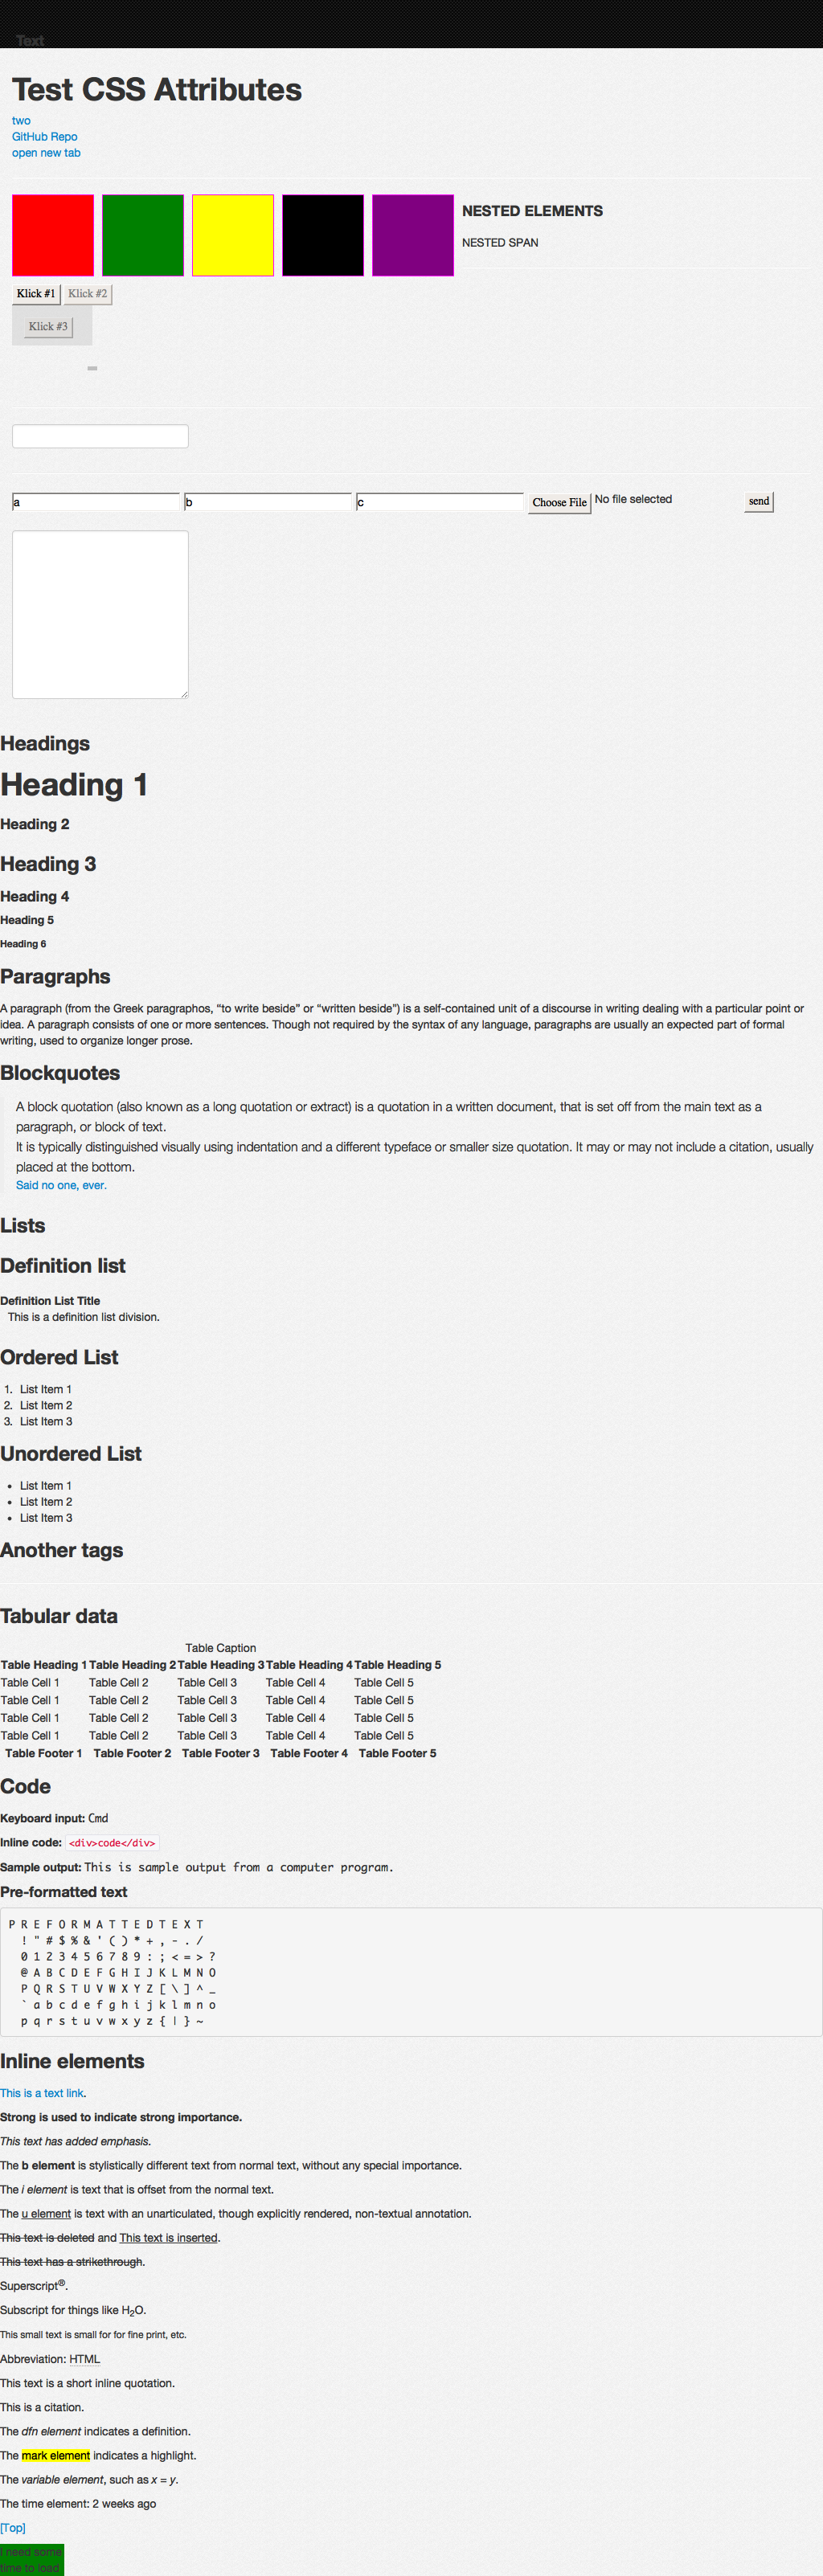 Text
Test CSS Attributes
two
GitHub Repo
open new tab
NESTED ELEMENTS
NESTED SPAN
Klick #1 Klick #2
Klick #3
a b c Choose File No file selected send
Headings
Heading 1
Heading 2
Heading 3
Heading 4
Heading 5
Heading 6
Paragraphs
A paragraph (from the Greek paragraphos, “to write beside” or “written beside”) is a self-contained unit of a discourse in writing dealing with a particular point or
idea. A paragraph consists of one or more sentences. Though not required by the syntax of any language, paragraphs are usually an expected part of formal
writing, used to organize longer prose.
Blockquotes
A block quotation (also known as a long quotation or extract) is a quotation in a written document, that is set off from the main text as a
paragraph, or block of text.
It is typically distinguished visually using indentation and a different typeface or smaller size quotation. It may or may not include a citation, usually
placed at the bottom.
Said no one, ever.
Lists
Definition list
Definition List Title
This is a definition list division.
Ordered List
1. List Item 1
2. List Item 2
3. List Item 3
Unordered List
• List Item 1
• List Item 2
• List Item 3
Another tags
Tabular data
Table Caption
Table Heading 1 Table Heading 2 Table Heading 3 Table Heading 4 Table Heading 5
Table Cell 1 Table Cell 2 Table Cell 3 Table Cell 4 Table Cell 5
Table Cell 1 Table Cell 2 Table Cell 3 Table Cell 4 Table Cell 5
Table Cell 1 Table Cell 2 Table Cell 3 Table Cell 4 Table Cell 5
Table Cell 1 Table Cell 2 Table Cell 3 Table Cell 4 Table Cell 5
Table Footer 1 Table Footer 2 Table Footer 3 Table Footer 4 Table Footer 5
Code
Keyboard input: Cmd
Inline code: <div>code</div>
Sample output: This is sample output from a computer program.
Pre-formatted text
P R E F O R M A T T E D T E X T
! " # $ % & ' ( ) * + , - . /
0 1 2 3 4 5 6 7 8 9 : ; < = > ?
@ A B C D E F G H I J K L M N O
P Q R S T U V W X Y Z [ \ ] ^ _
` a b c d e f g h i j k l m n o
p q r s t u v w x y z { | } ~
Inline elements
This is a text link.
Strong is used to indicate strong importance.
This text has added emphasis.
The b element is stylistically different text from normal text, without any special importance.
The i element is text that is offset from the normal text.
The u element is text with an unarticulated, though explicitly rendered, non-textual annotation.
This text is deleted and This text is inserted.
This text has a strikethrough.
Superscript®.
Subscript for things like H2O.
This small text is small for for fine print, etc.
Abbreviation: HTML
This text is a short inline quotation.
This is a citation.
The dfn element indicates a definition.
The mark element indicates a highlight.
The variable element, such as x = y.
The time element: 2 weeks ago
[Top]
I need some
time to load